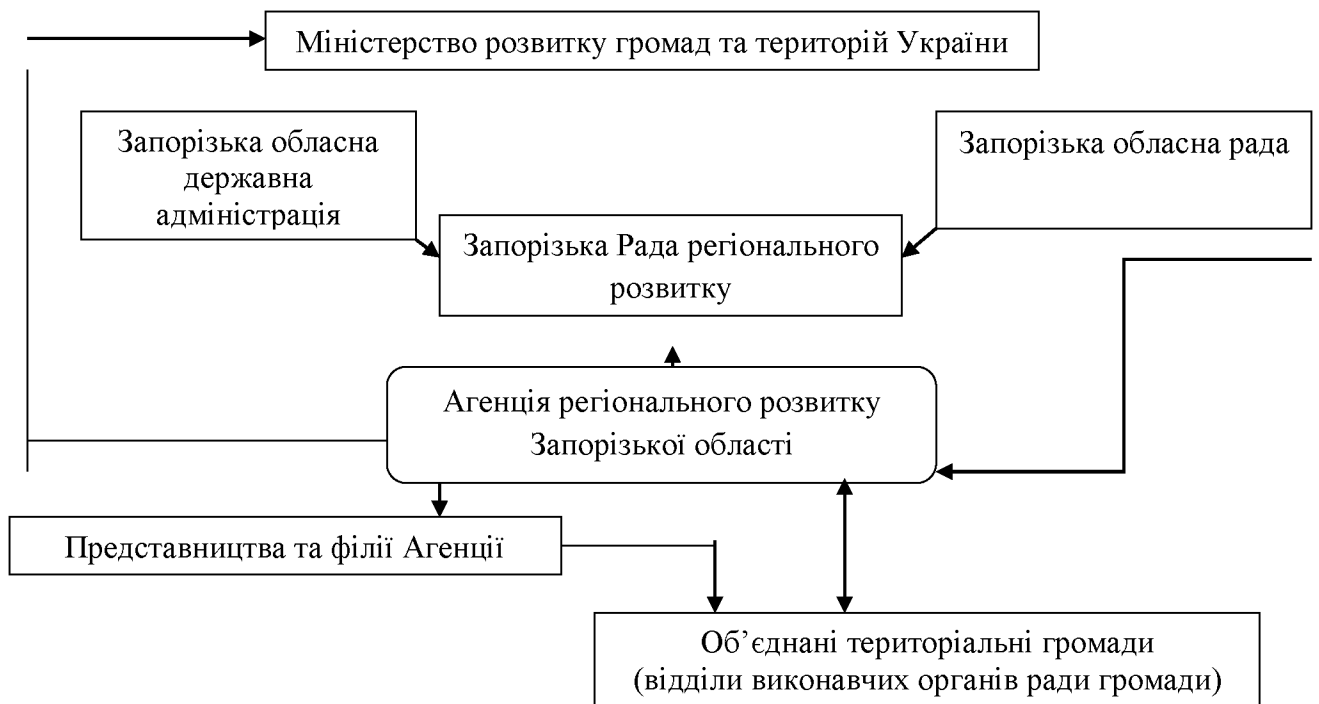 Міністерство розвитку громад та територій України
Запорізька обласна
державна
адміністрація
Запорізька обласна рада
Запорізька Рада регіонального
розвитку
Агенція регіонального розвитку
Запорізької області
Представництва та філії Агенції
Об’єднані територіальні громади
(відділи виконавчих органів ради громади)